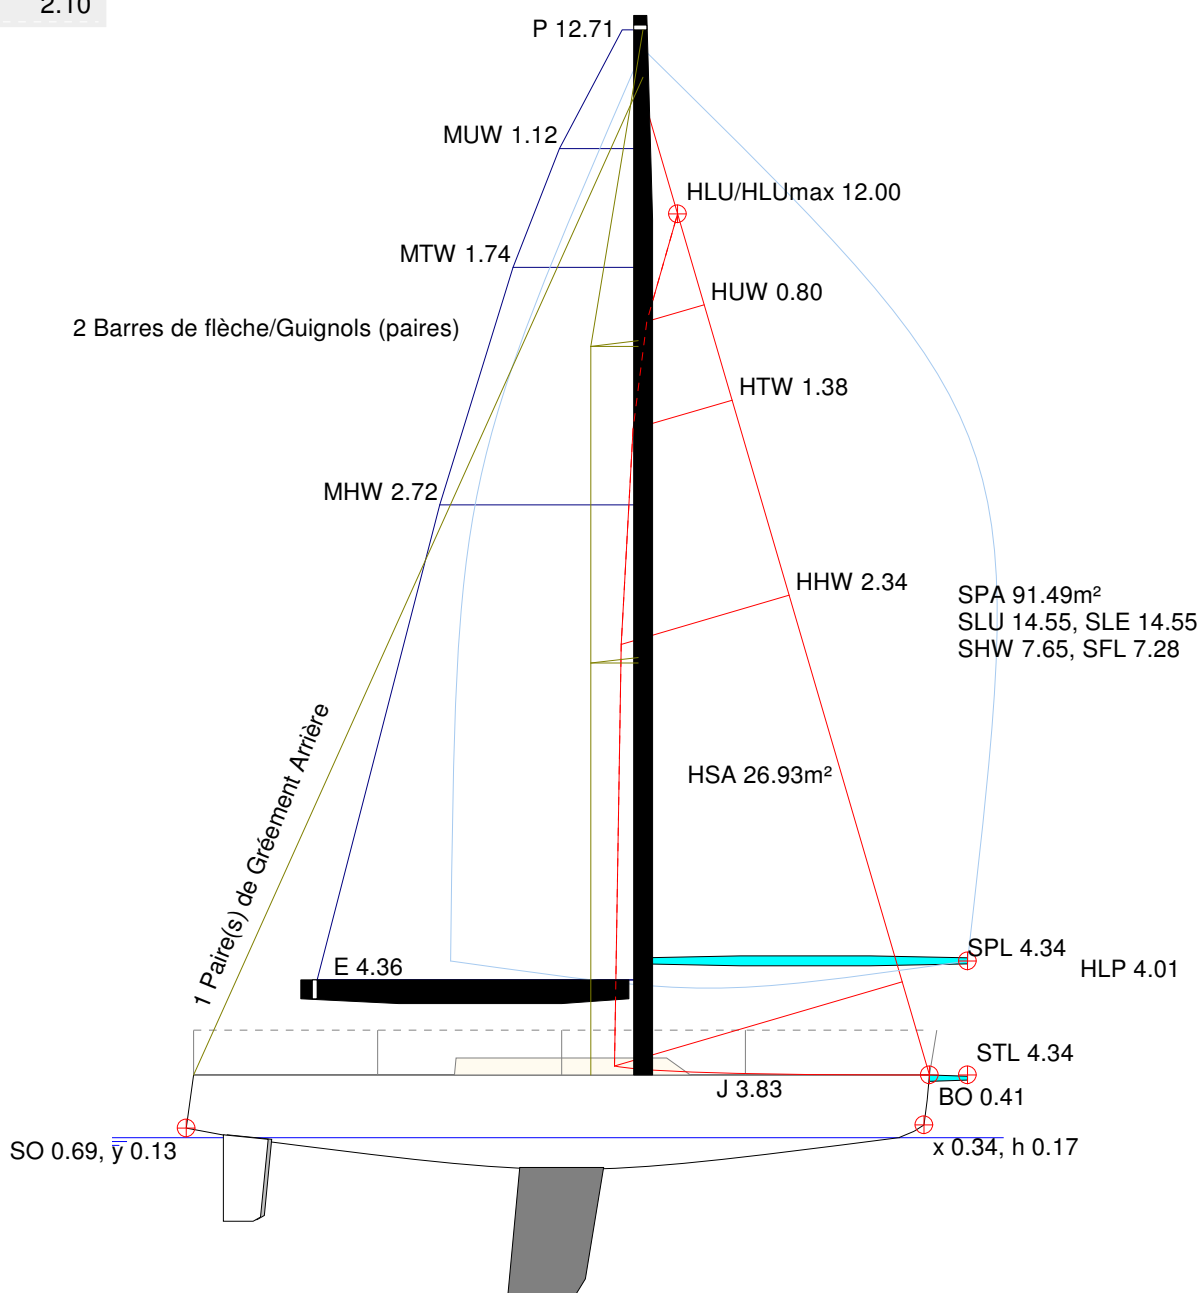 2.10
P 12.71
MUW 1.12
HLU/HLUmax 12.00
MTW 1.74
HUW 0.80
2 Barres de flèche/Guignols (paires)
HTW 1.38
MHW 2.72
HHW 2.34
SPA 91.49m²
SLU 14.55, SLE 14.55
SHW 7.65, SFL 7.28
1 Paire(s) de Gréement Arrière
HSA 26.93m²
SPL 4.34
E 4.36
HLP 4.01
STL 4.34
J 3.83
BO 0.41
SO 0.69, y 0.13
x 0.34, h 0.17